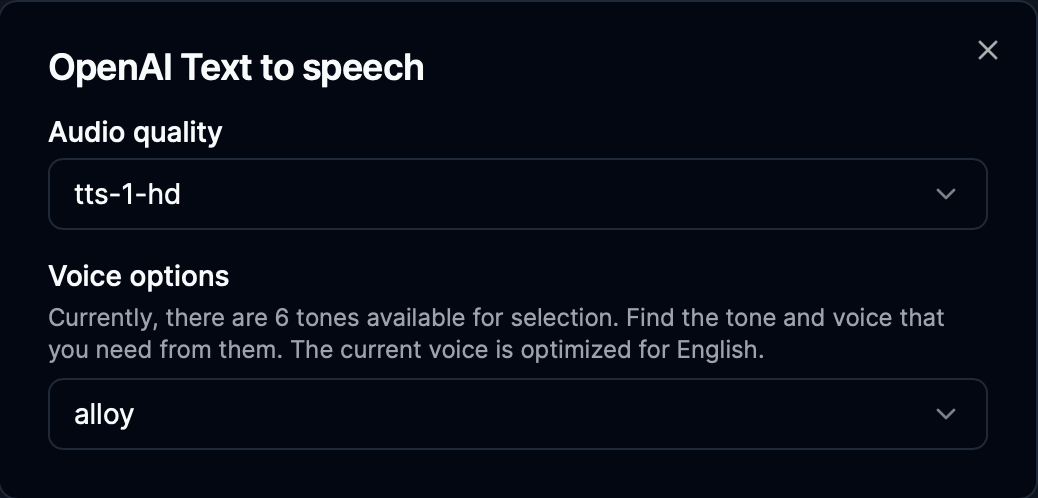 OpenAI Text to speech
Audio quality
tts-1-hd
Voice options
Currently, there are 6 tones available for selection. Find the tone and voice that
you need from them. The current voice is optimized for English.
alloy